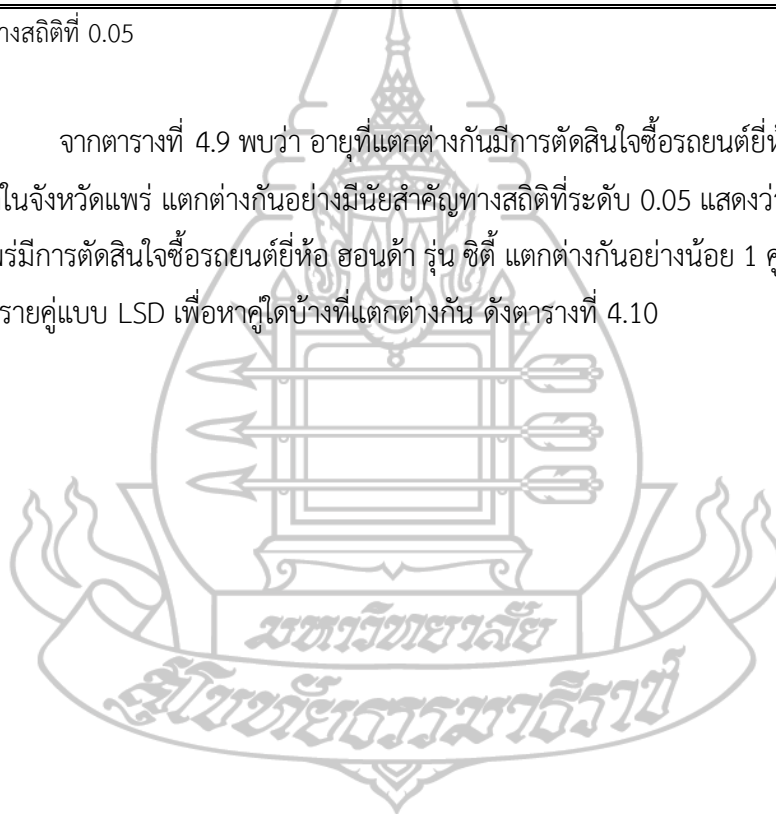 างสถิติที่ 0.05
จากตารางที่ 4.9 พบว่า อายุที่แตกต่างกันมีการตัดสินใจซื้อรถยนต์ยี่ห้
ในจังหวัดแพร่ แตกต่างกันอย่างมีนัยสำคัญทางสถิติที่ระดับ 0.05 แสดงว่
พร่มีการตัดสินใจซื้อรถยนต์ยี่ห้อ ฮอนด้า รุ่น ซิตี้ แตกต่างกันอย่างน้อย 1 คู
รายคู่แบบ LSD เพื่อหาคู่ใดบ้างที่แตกต่างกัน ดังตารางที่ 4.10
มหาวิทยาลัย
สุโขทัยธรรมาธิราช